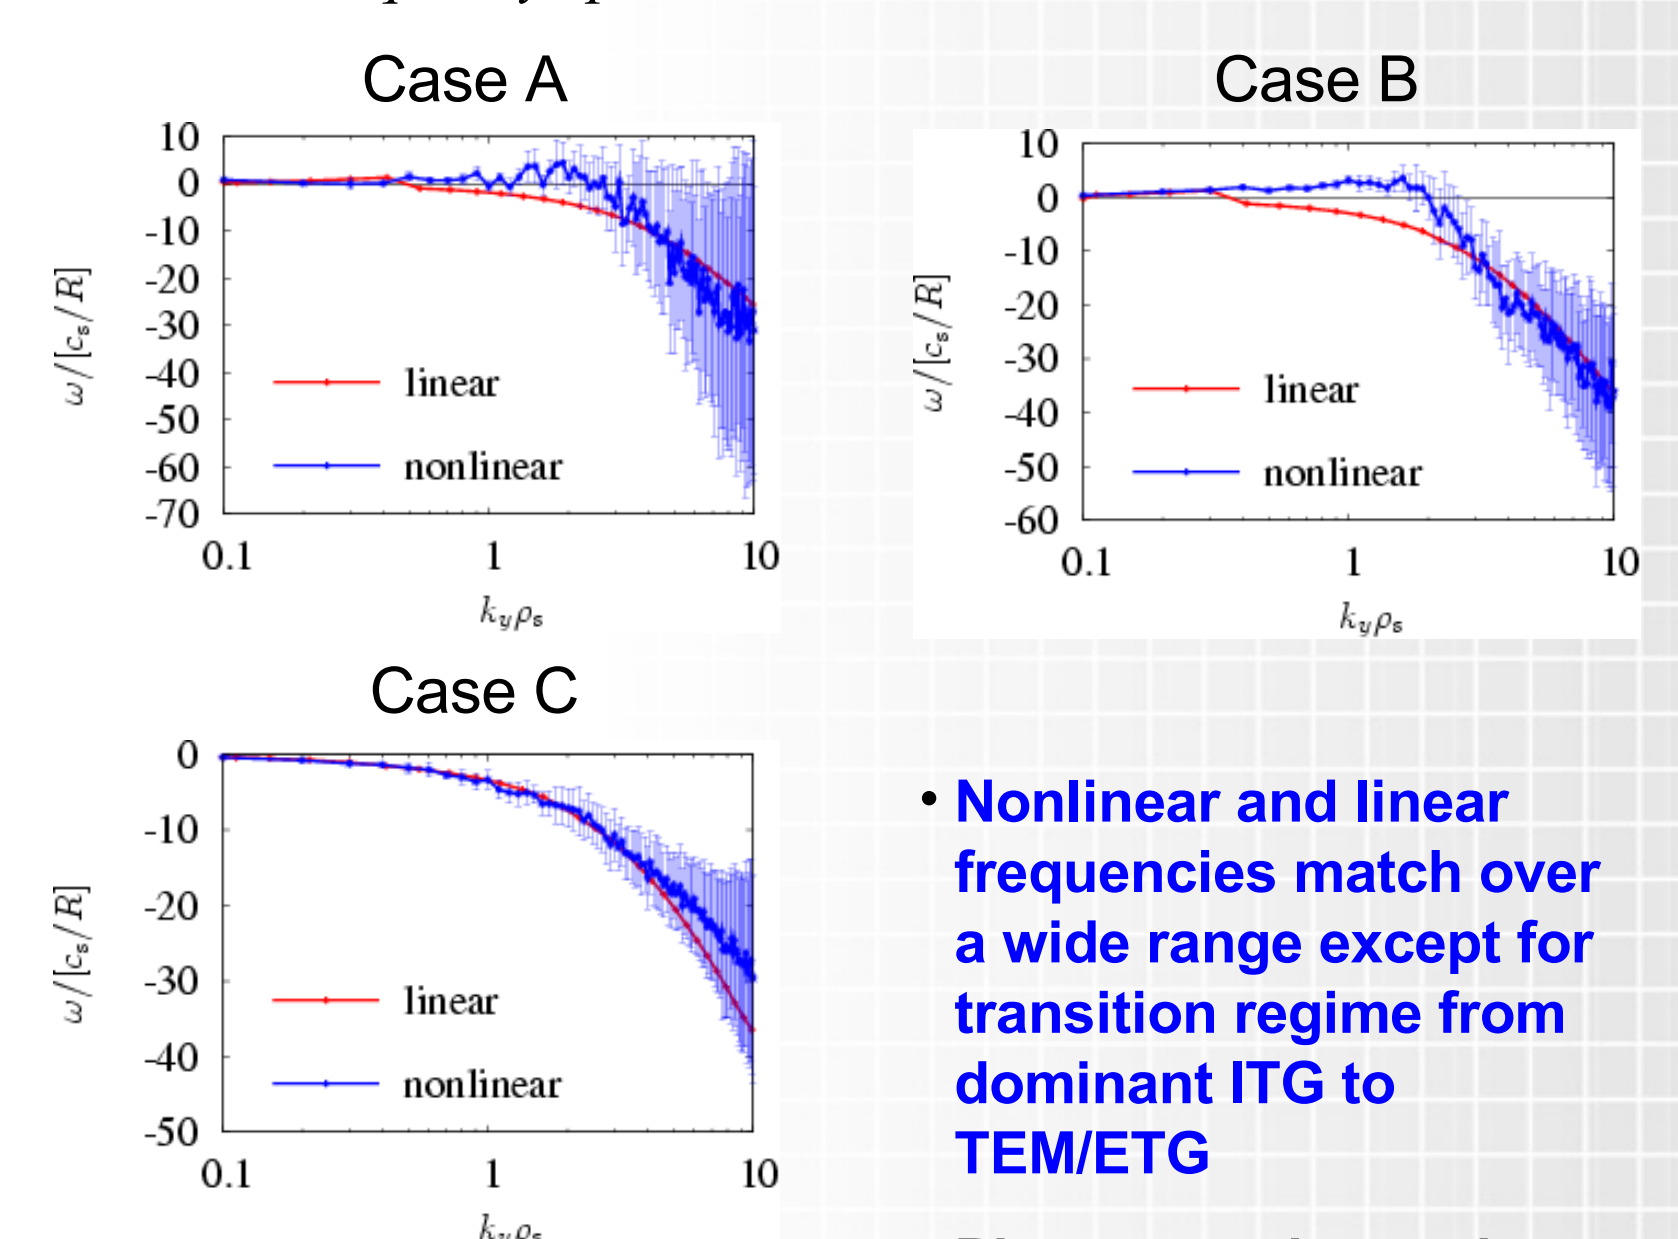 Case A
10
0
-10
-20
-30
-40
-50
-60
-70
ω/[c_s/R]
linear
nonlinear
0.1 1 10
k_yρ_s
Case B
10
0
-10
-20
-30
-40
-50
-60
ω/[c_s/R]
linear
nonlinear
0.1 1 10
k_yρ_s
Case C
0
-10
-20
-30
-40
-50
ω/[c_s/R]
linear
nonlinear
0.1 1 10
k_yρ_s
• Nonlinear and linear
frequencies match over
a wide range except for
transition regime from
dominant ITG to
TEM/ETG